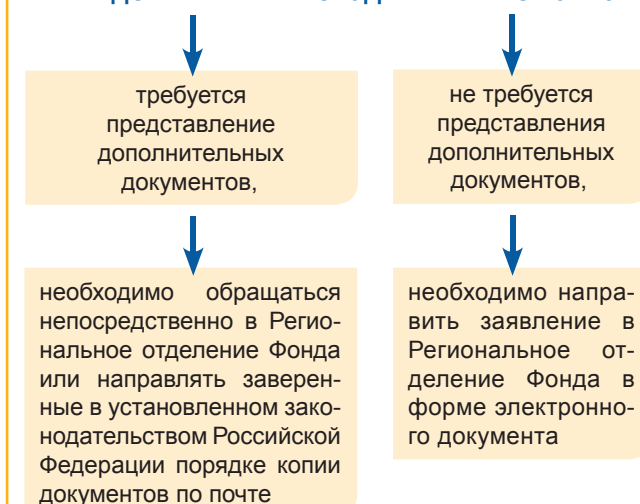 требуется
представление
дополнительных
документов,
не требуется
представления
дополнительных
документов,
необходимо обращаться
непосредственно в Регио-
нальное отделение Фонда
или направлять заверен-
ные в установленном зако-
нодательством Российской
Федерации порядке копии
документов по почте
необходимо напра-
вить заявление в
Региональное от-
деление Фонда в
форме электронно-
го документа